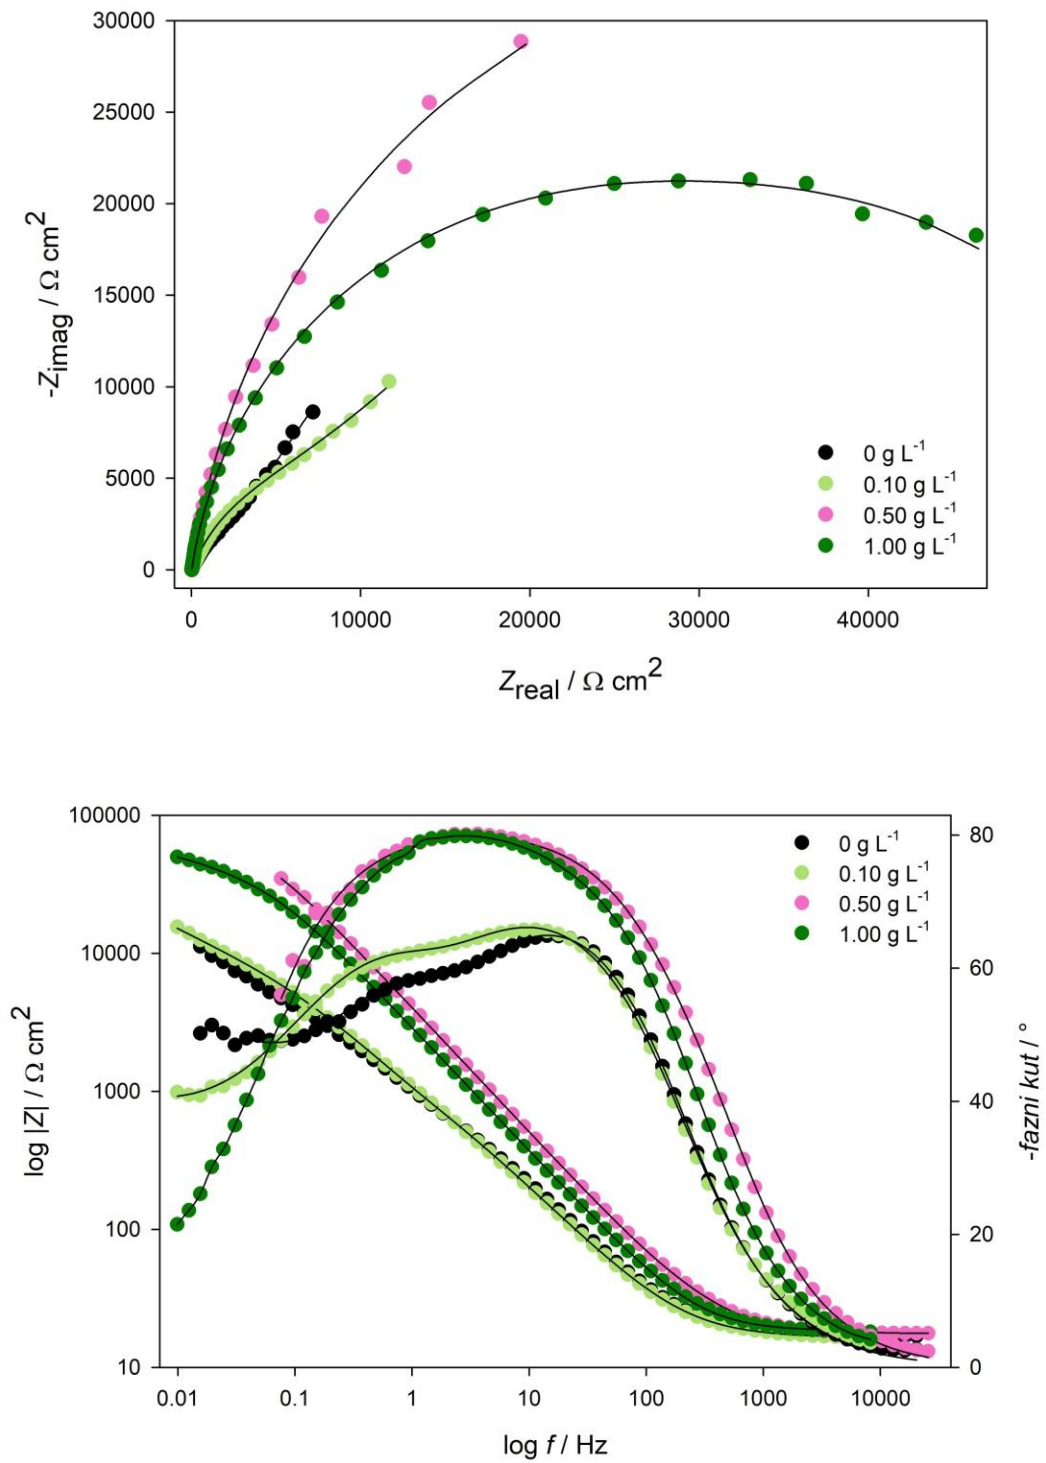 30000
25000
20000
15000
10000
5000
0
-Zimag / Ω cm²
0 g L⁻¹
0.10 g L⁻¹
0.50 g L⁻¹
1.00 g L⁻¹
0 10000 20000 30000 40000
Zreal / Ω cm²
100000
10000
1000
100
10
log |Z| / Ω cm²
0 g L⁻¹
0.10 g L⁻¹
0.50 g L⁻¹
1.00 g L⁻¹
80
60
40
20
0
-fazni kut / °
0.01 0.1 1 10 100 1000 10000
log f / Hz